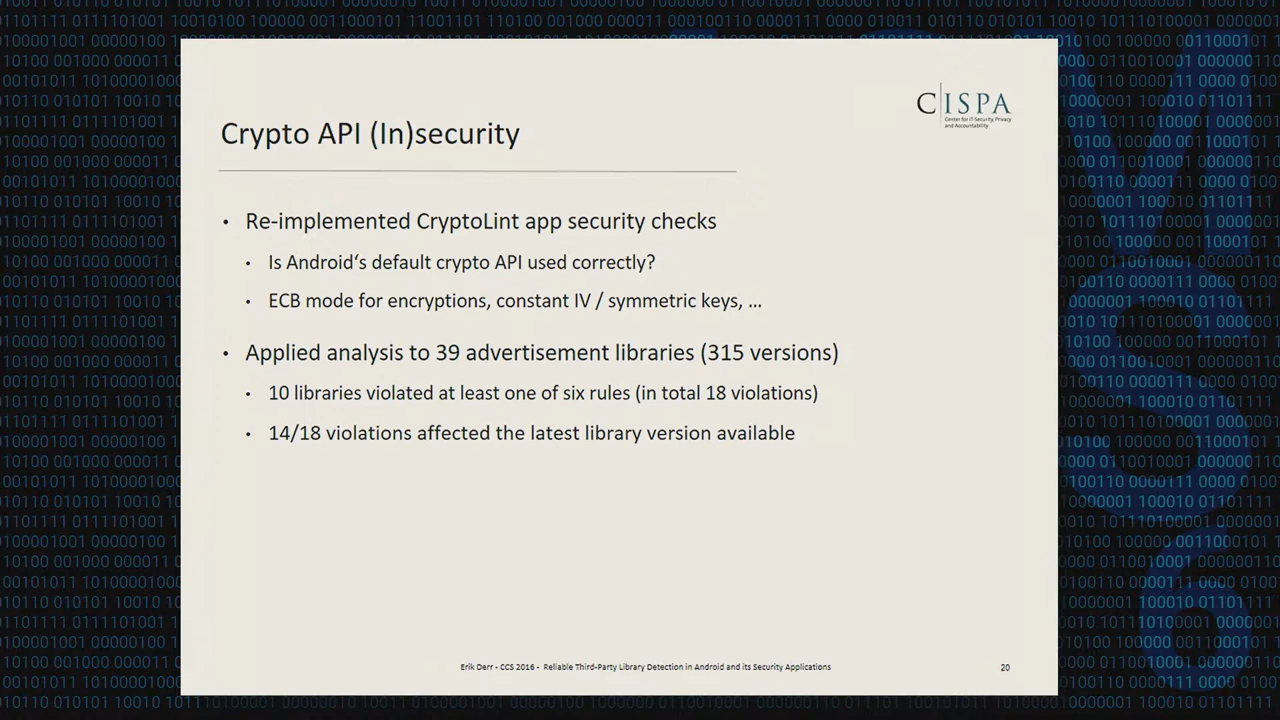 C ISPA
Center for IT-Security, Privacy
and Accountability
Crypto API (In)security
• Re-implemented CryptoLint app security checks
• Is Android‘s default crypto API used correctly?
• ECB mode for encryptions, constant IV / symmetric keys, ...
• Applied analysis to 39 advertisement libraries (315 versions)
• 10 libraries violated at least one of six rules (in total 18 violations)
• 14/18 violations affected the latest library version available
Erik Derr - CCS 2016 - Reliable Third-Party Library Detection in Android and its Security Applications
20